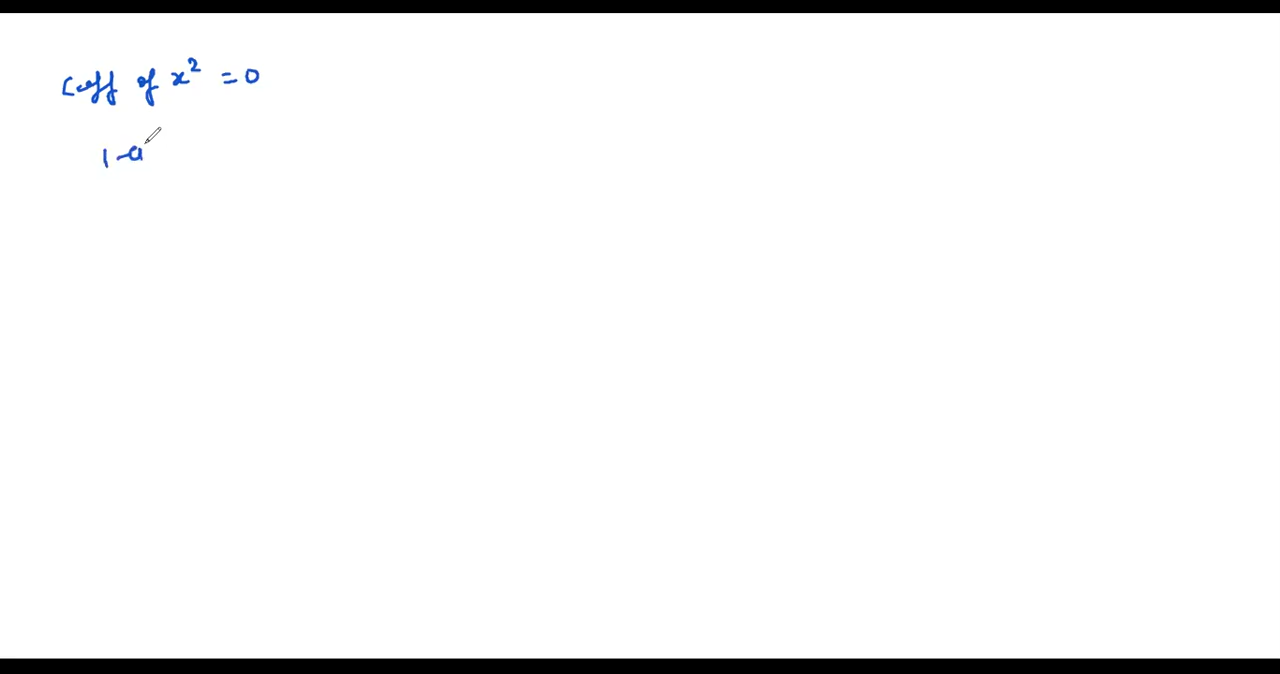 Coeff of x² = 0
1-a